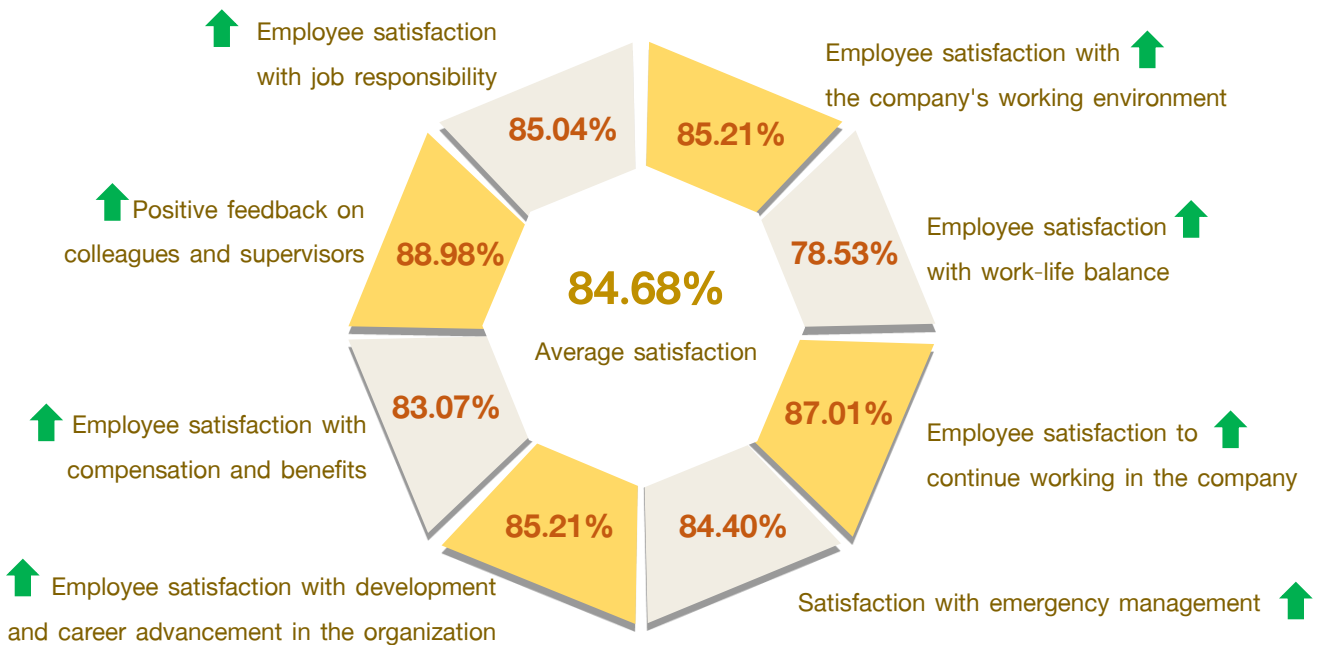 Employee satisfaction
with job responsibility
85.04%
Employee satisfaction with
the company's working environment
85.21%
Employee satisfaction
with work-life balance
78.53%
Employee satisfaction to
continue working in the company
87.01%
Satisfaction with emergency management
84.40%
Employee satisfaction with development
and career advancement in the organization
85.21%
Employee satisfaction with
compensation and benefits
83.07%
Positive feedback on
colleagues and supervisors
88.98%
84.68%
Average satisfaction